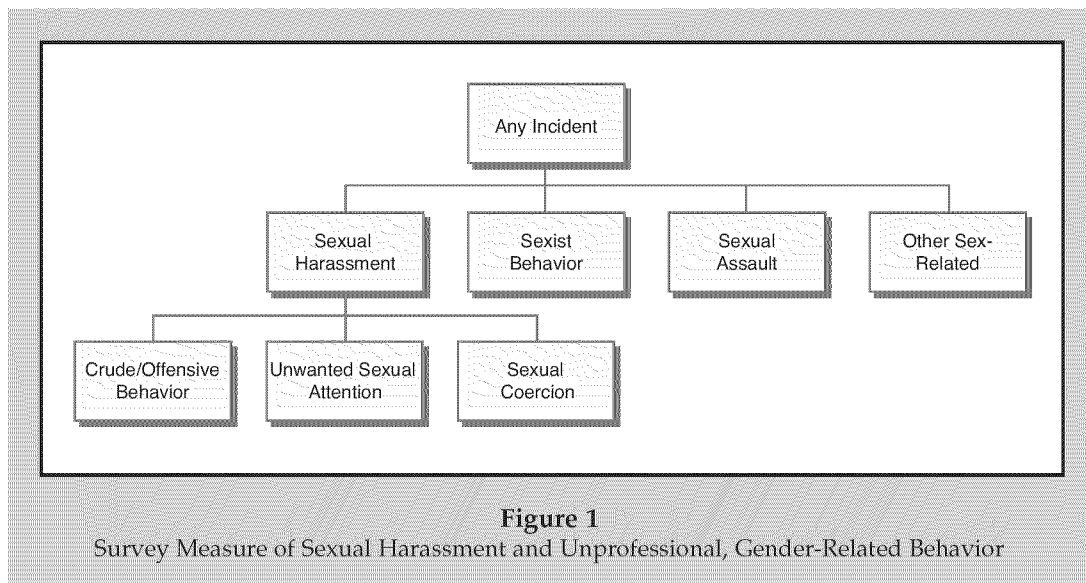 Any Incident
Sexual
Harassment
Sexist
Behavior
Sexual
Assault
Other Sex-
Related
Crude/Offensive
Behavior
Unwanted Sexual
Attention
Sexual
Coercion
Figure 1
Survey Measure of Sexual Harassment and Unprofessional, Gender-Related Behavior